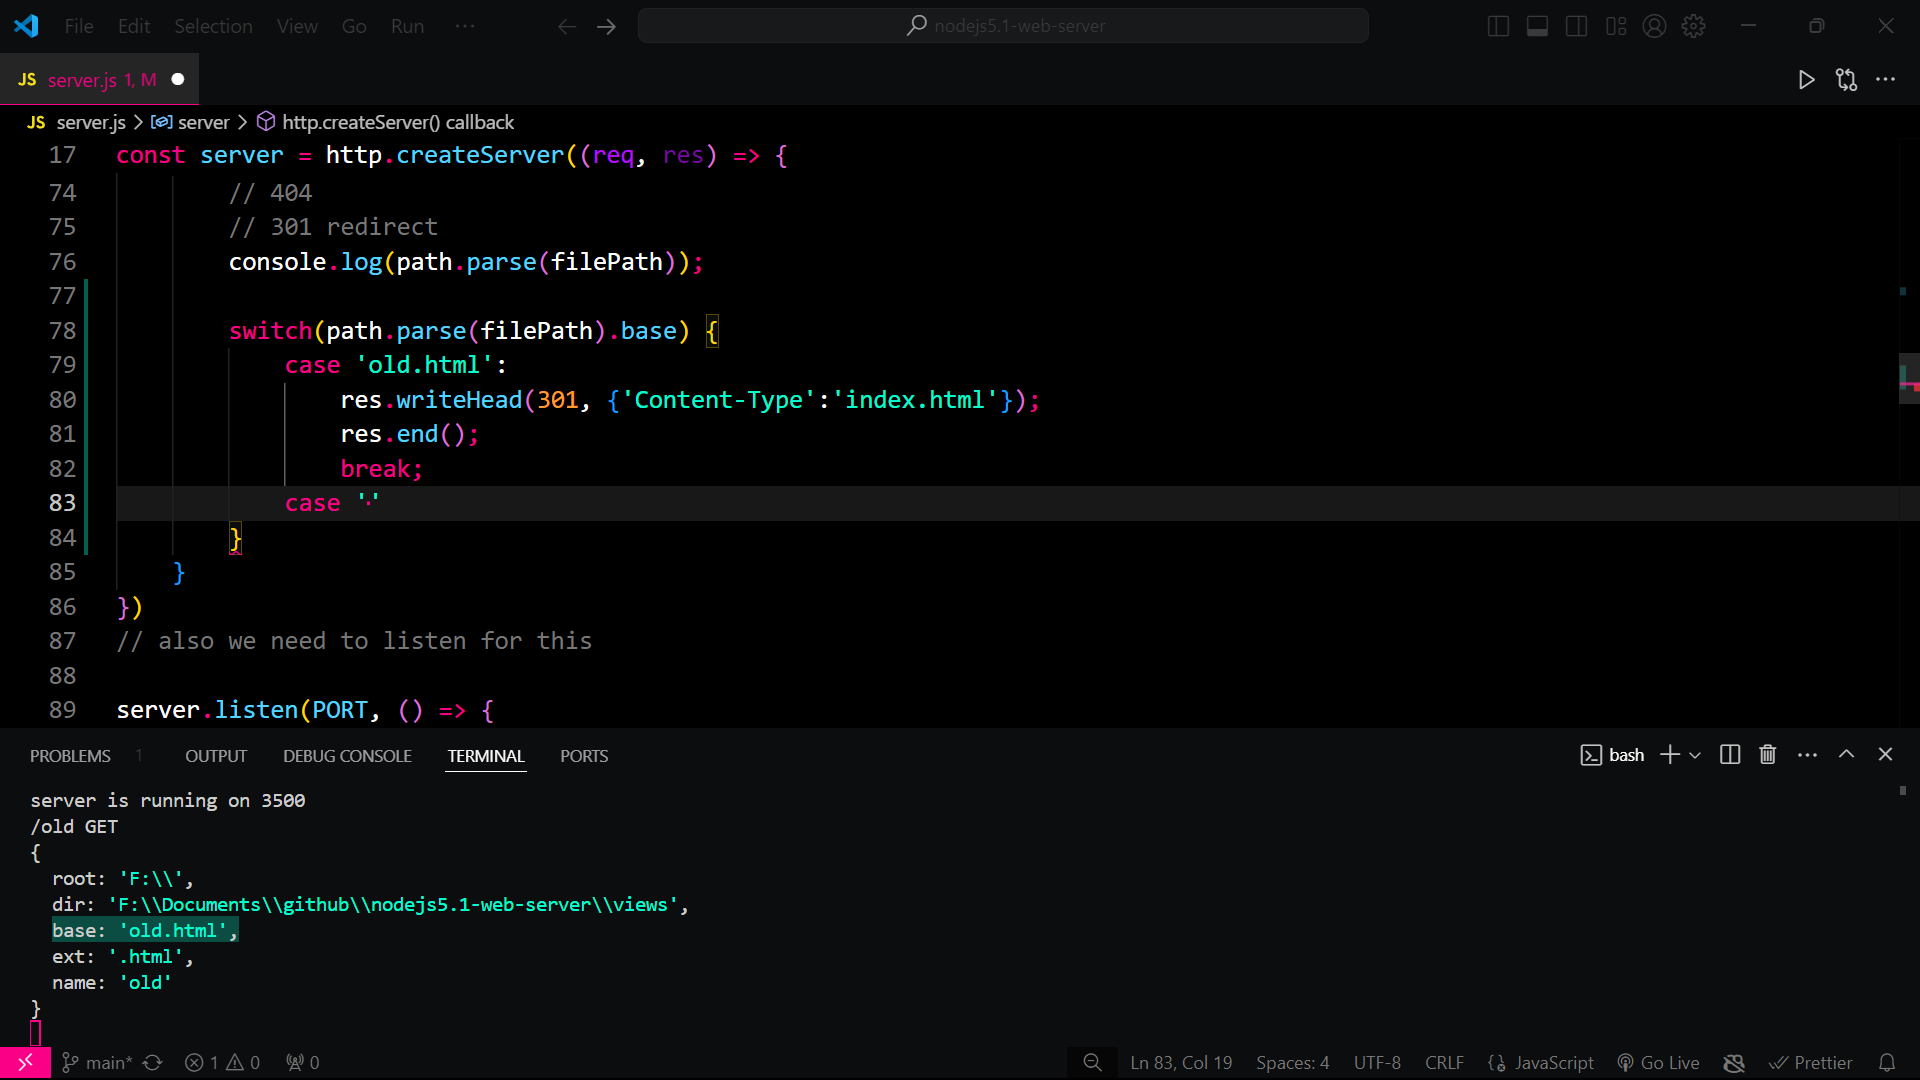 File Edit Selection View Go Run ··· nodejs5.1-web-server
JS server.js 1, M
JS server.js > server > http.createServer() callback
17 const server = http.createServer((req, res) => {
74 // 404
75 // 301 redirect
76 console.log(path.parse(filePath));
77
78 switch(path.parse(filePath).base) {
79 case 'old.html':
80 res.writeHead(301, {'Content-Type':'index.html'});
81 res.end();
82 break;
83 case '·'
84 }
85 }
86 })
87 // also we need to listen for this
88
89 server.listen(PORT, () => {
PROBLEMS 1 OUTPUT DEBUG CONSOLE TERMINAL PORTS bash
server is running on 3500
/old GET
{
root: 'F:\\',
dir: 'F:\\Documents\\github\\nodejs5.1-web-server\\views',
base: 'old.html',
ext: '.html',
name: 'old'
}
main* 1 0 0 Ln 83, Col 19 Spaces: 4 UTF-8 CRLF JavaScript Go Live Prettier